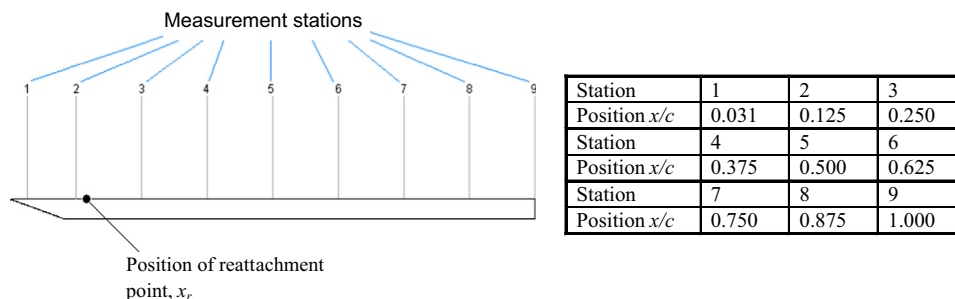 Measurement stations
1 2 3 4 5 6 7 8 9
Position of reattachment
point, xr
Station 1 2 3
Position x/c 0.031 0.125 0.250
Station 4 5 6
Position x/c 0.375 0.500 0.625
Station 7 8 9
Position x/c 0.750 0.875 1.000